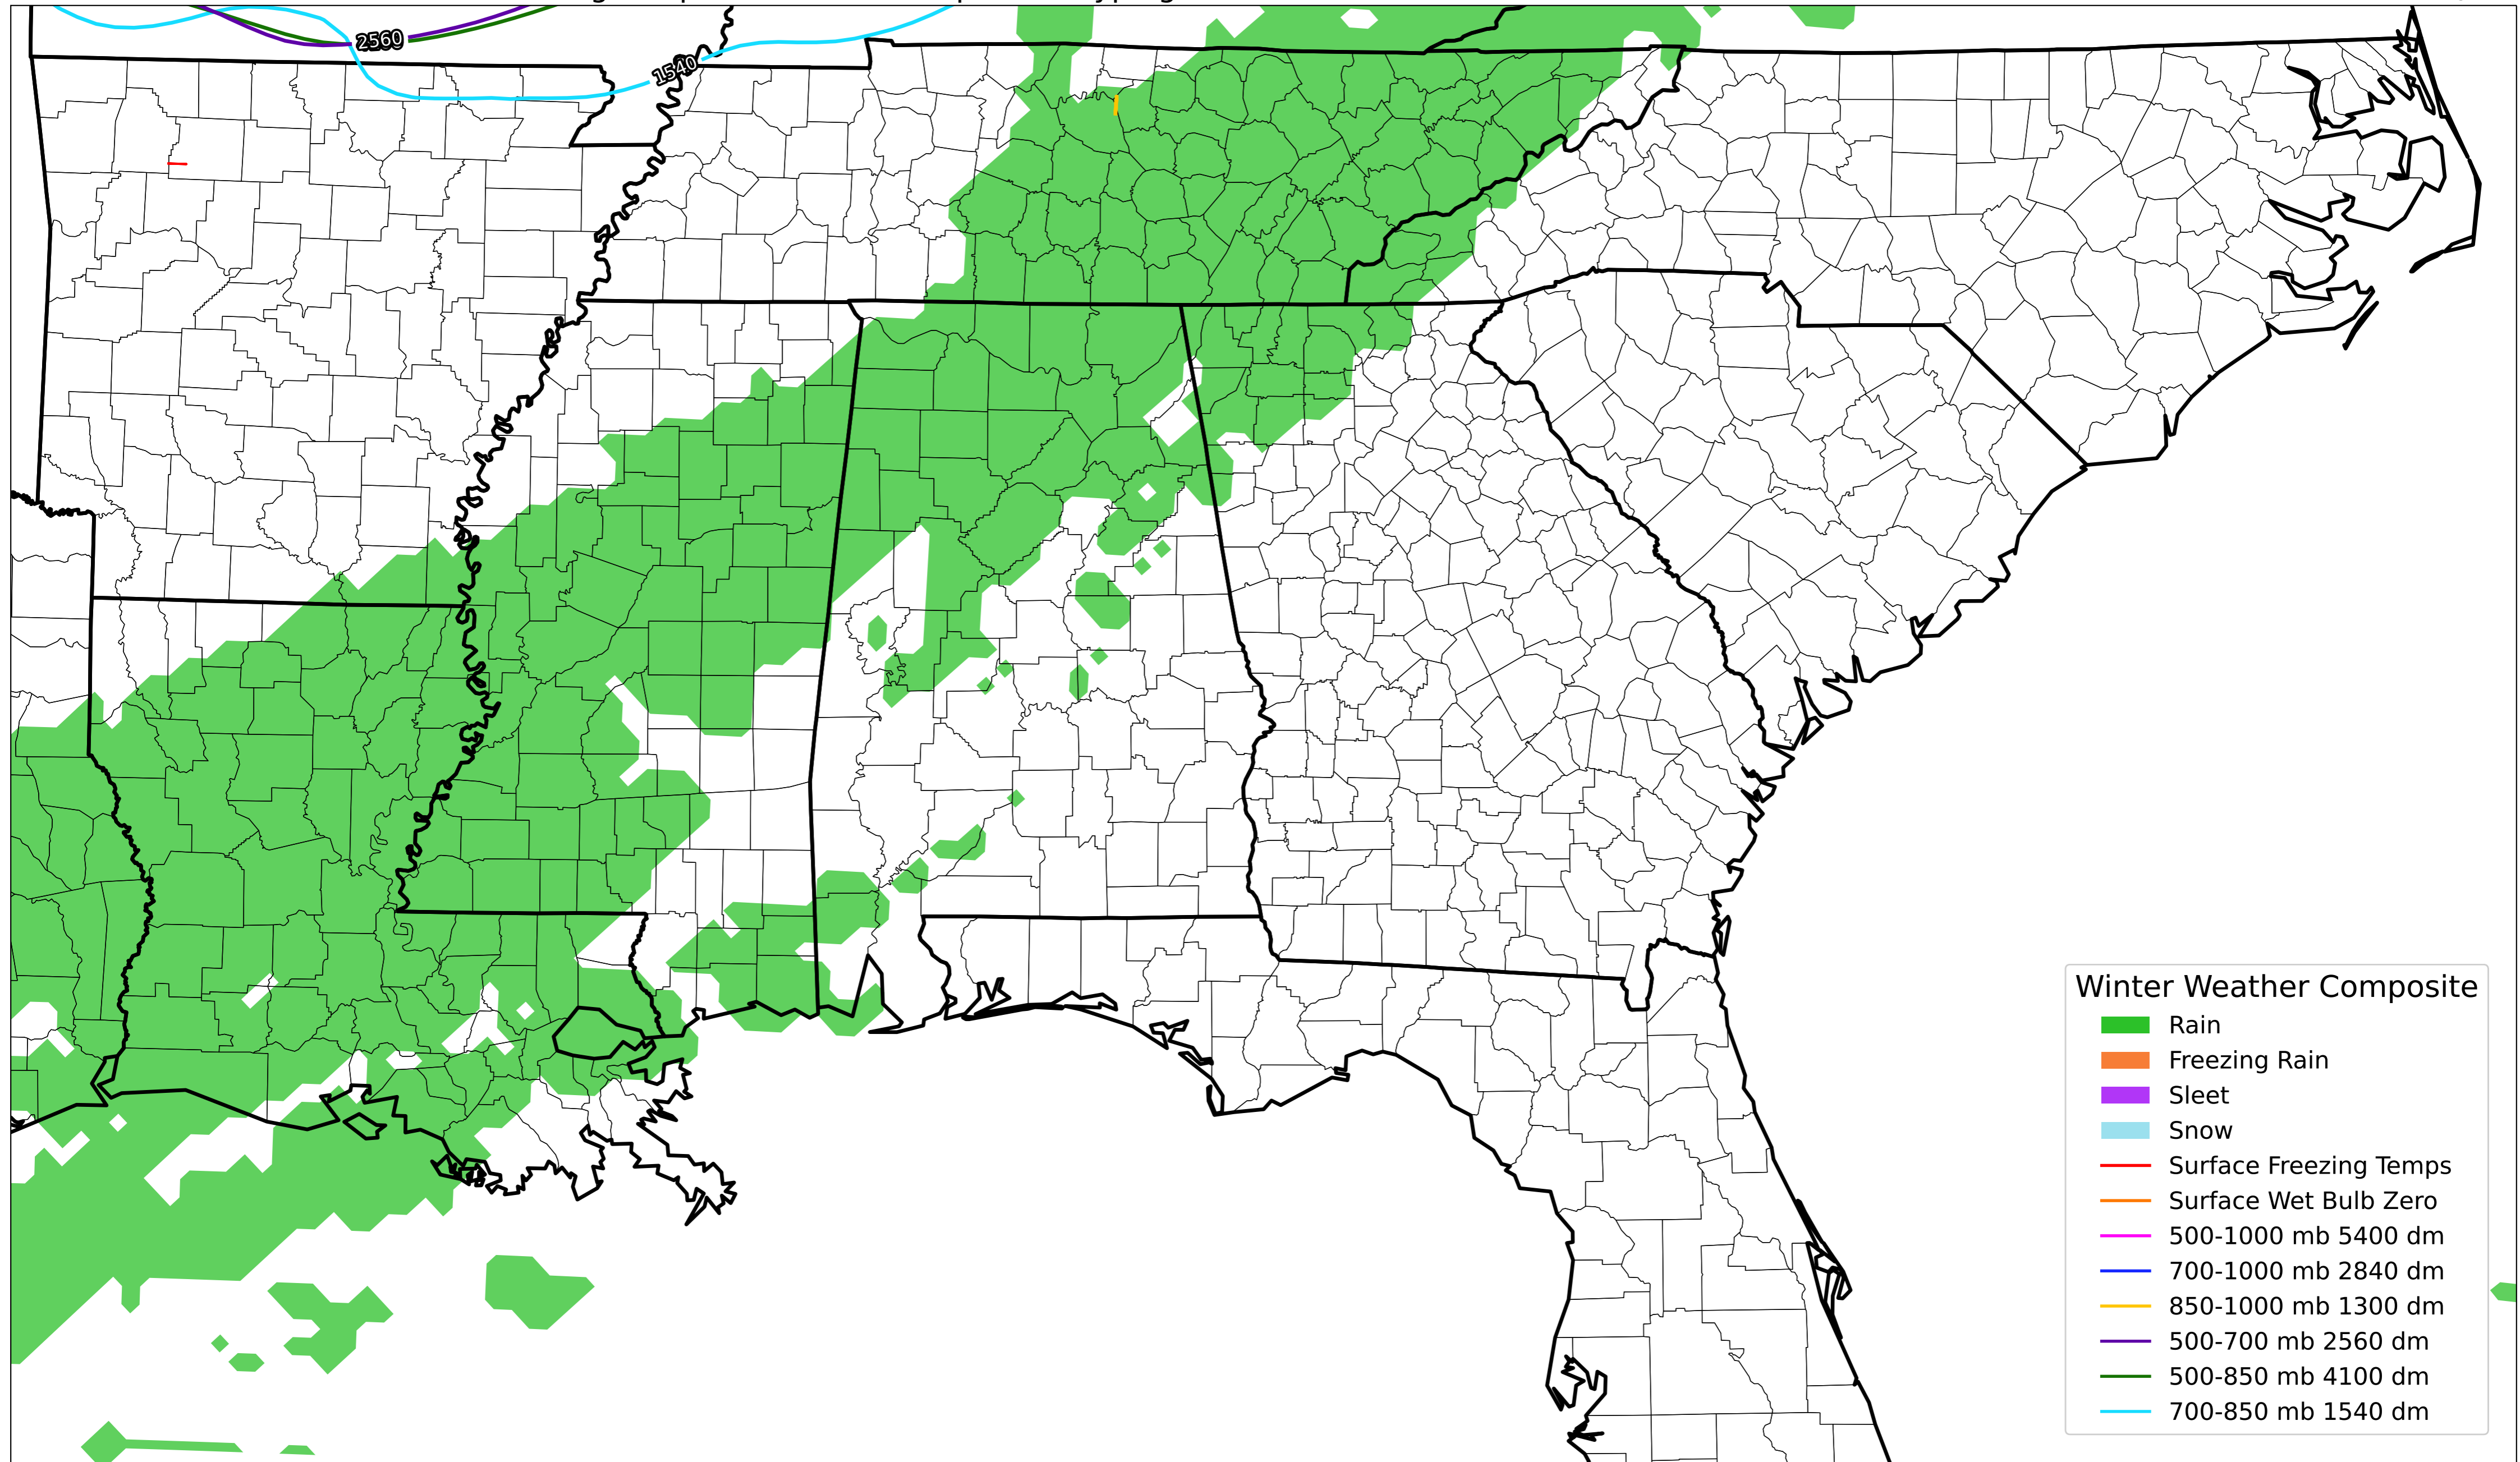 2560
1540
Winter Weather Composite
Rain
Freezing Rain
Sleet
Snow
Surface Freezing Temps
Surface Wet Bulb Zero
500-1000 mb 5400 dm
700-1000 mb 2840 dm
850-1000 mb 1300 dm
500-700 mb 2560 dm
500-850 mb 4100 dm
700-850 mb 1540 dm